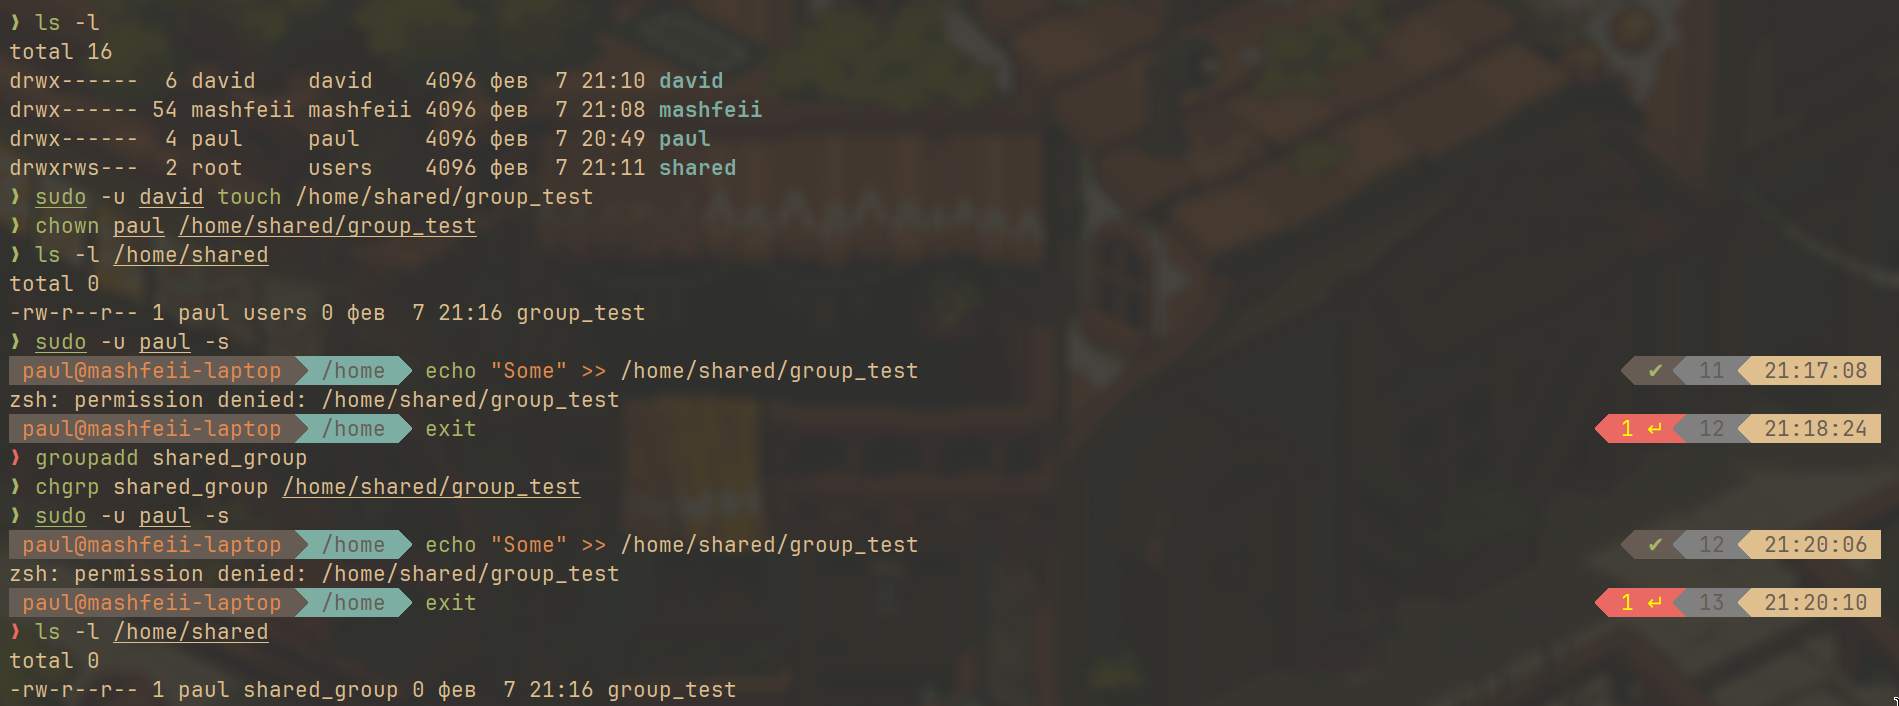 ❱ ls -l
total 16
drwx------  6 david    david    4096 фев  7 21:10 david
drwx------ 54 mashfeii mashfeii 4096 фев  7 21:08 mashfeii
drwx------  4 paul     paul     4096 фев  7 20:49 paul
drwxrws---  2 root     users    4096 фев  7 21:11 shared
❱ sudo -u david touch /home/shared/group_test
❱ chown paul /home/shared/group_test
❱ ls -l /home/shared
total 0
-rw-r--r-- 1 paul users 0 фев  7 21:16 group_test
❱ sudo -u paul -s
paul@mashfeii-laptop /home echo "Some" >> /home/shared/group_test ✔ 11 21:17:08
zsh: permission denied: /home/shared/group_test
paul@mashfeii-laptop /home exit 1 ↵ 12 21:18:24
❱ groupadd shared_group
❱ chgrp shared_group /home/shared/group_test
❱ sudo -u paul -s
paul@mashfeii-laptop /home echo "Some" >> /home/shared/group_test ✔ 12 21:20:06
zsh: permission denied: /home/shared/group_test
paul@mashfeii-laptop /home exit 1 ↵ 13 21:20:10
❱ ls -l /home/shared
total 0
-rw-r--r-- 1 paul shared_group 0 фев  7 21:16 group_test